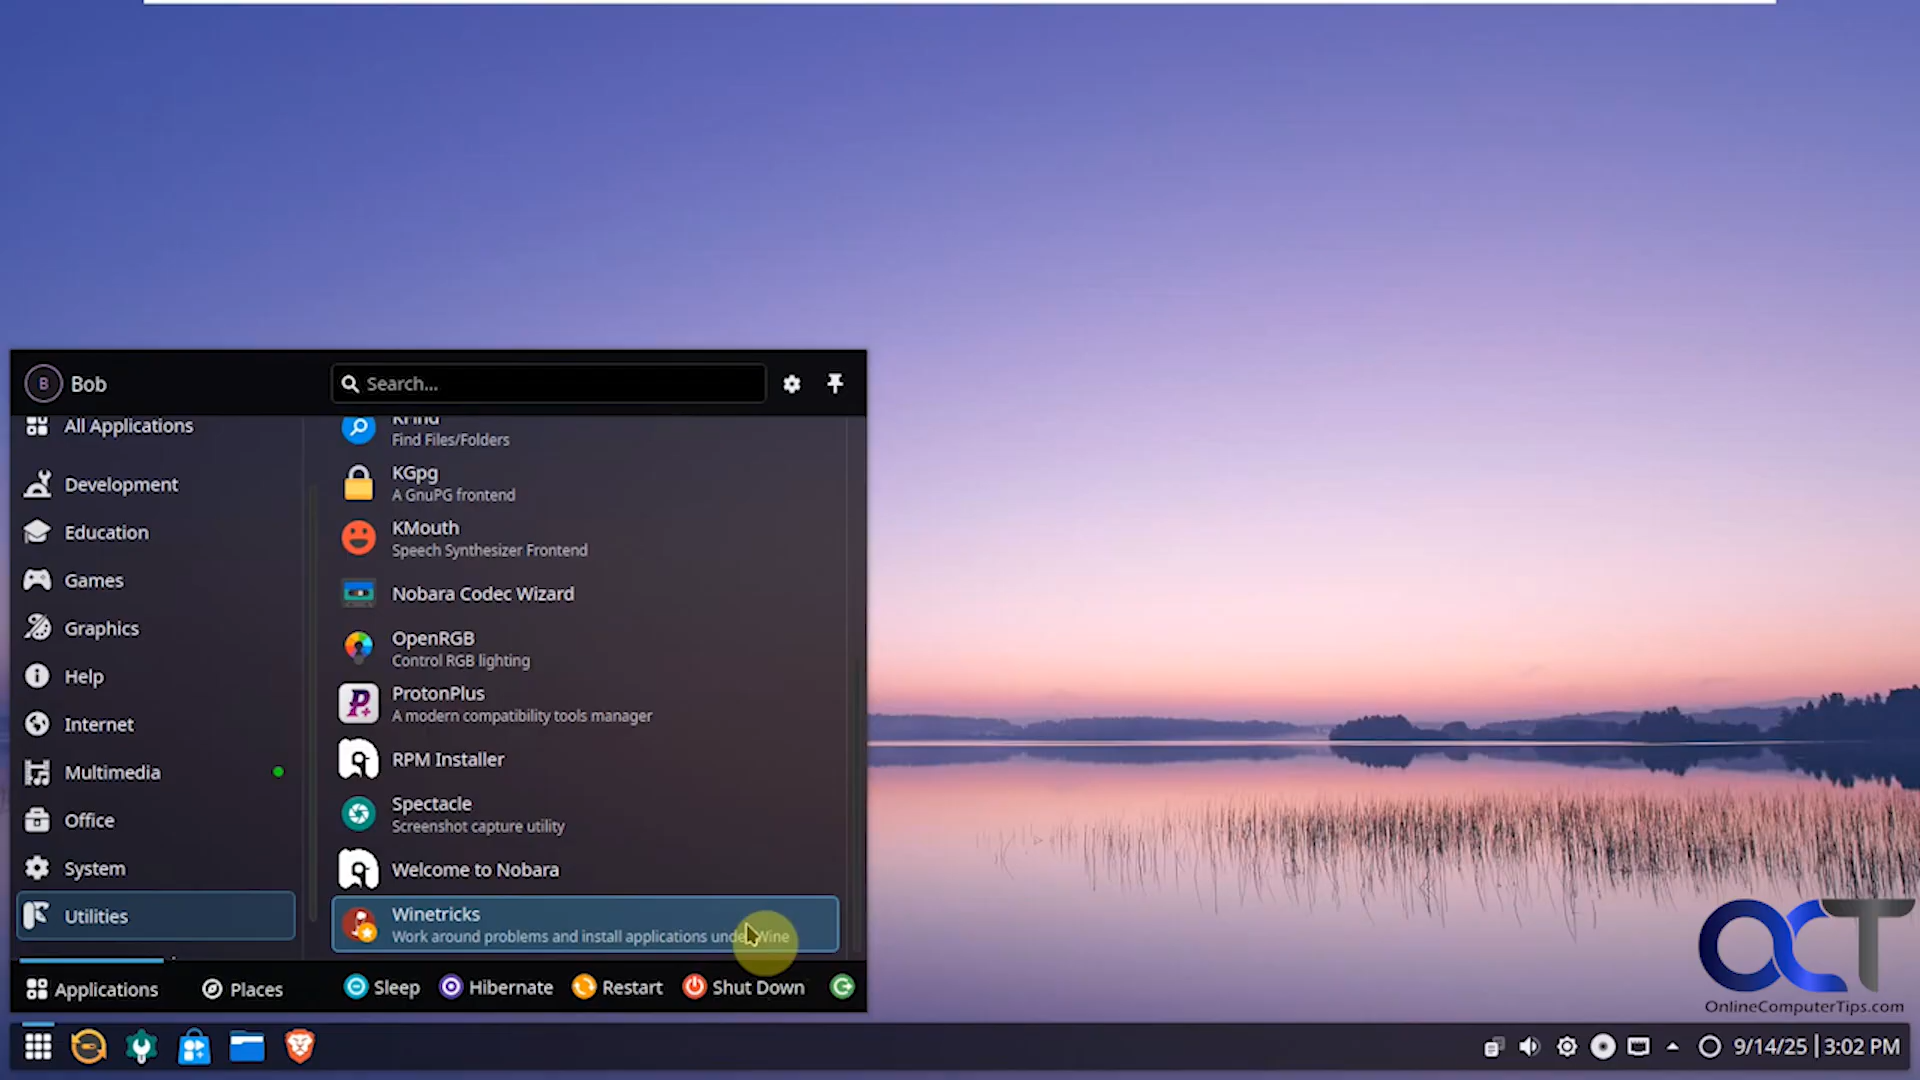 B Bob
Search...
All Applications
Development
Education
Games
Graphics
Help
Internet
Multimedia
Office
System
Utilities
KFind
Find Files/Folders
KGpg
A GnuPG frontend
KMouth
Speech Synthesizer Frontend
Nobara Codec Wizard
OpenRGB
Control RGB lighting
ProtonPlus
A modern compatibility tools manager
RPM Installer
Spectacle
Screenshot capture utility
Welcome to Nobara
Winetricks
Work around problems and install applications under Wine
Applications
Places
Sleep
Hibernate
Restart
Shut Down
OCT
OnlineComputerTips.com
9/14/25 | 3:02 PM